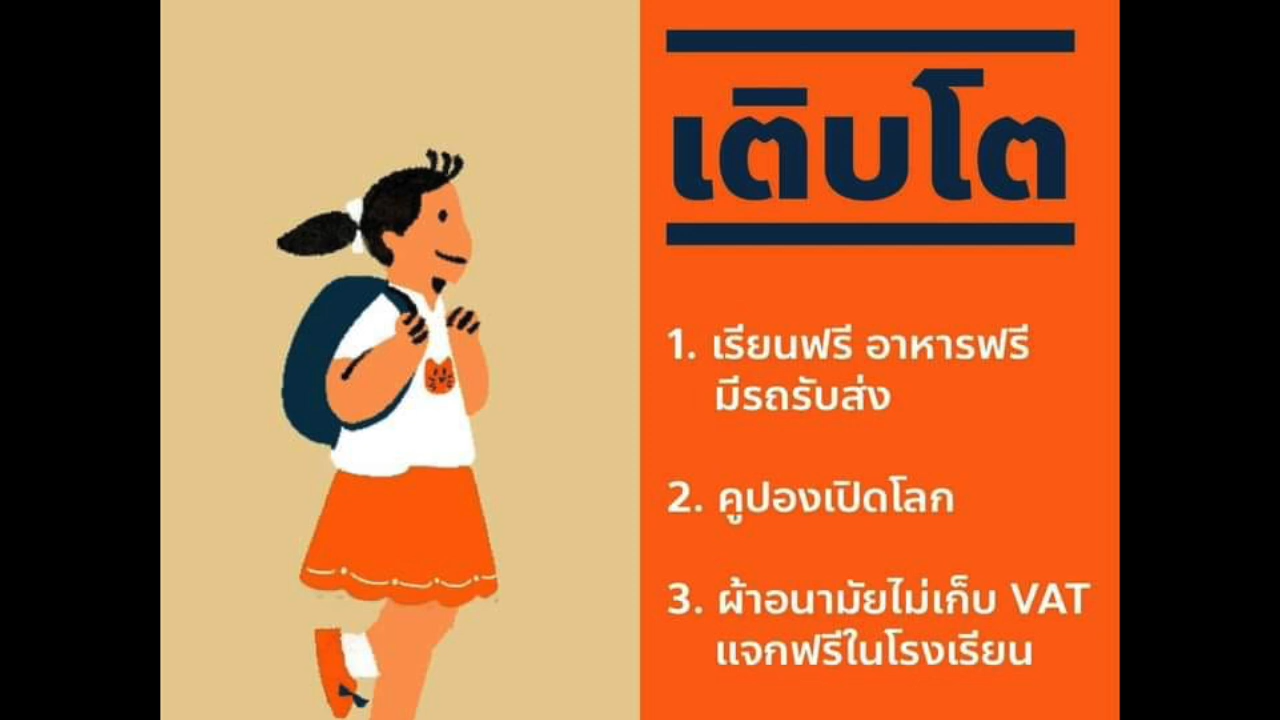 เติบโต
1. เรียนฟรี อาหารฟรี
มีรถรับส่ง
2. คูปองเปิดโลก
3. ผ้าอนามัยไม่เก็บ VAT
แจกฟรีในโรงเรียน